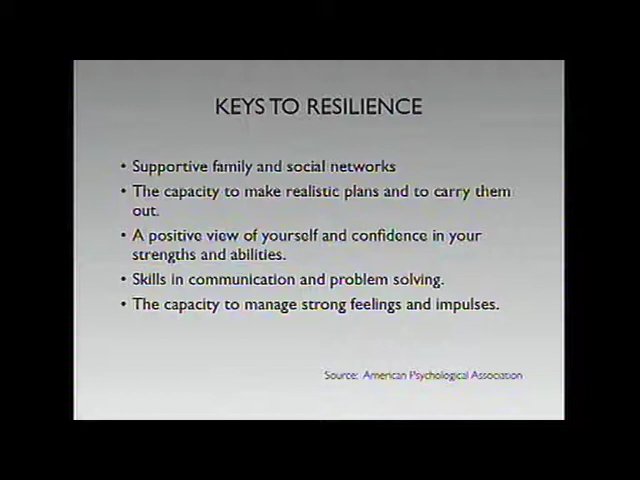 KEYS TO RESILIENCE
• Supportive family and social networks
• The capacity to make realistic plans and to carry them
out.
• A positive view of yourself and confidence in your
strengths and abilities.
• Skills in communication and problem solving.
• The capacity to manage strong feelings and impulses.
Source: American Psychological Association